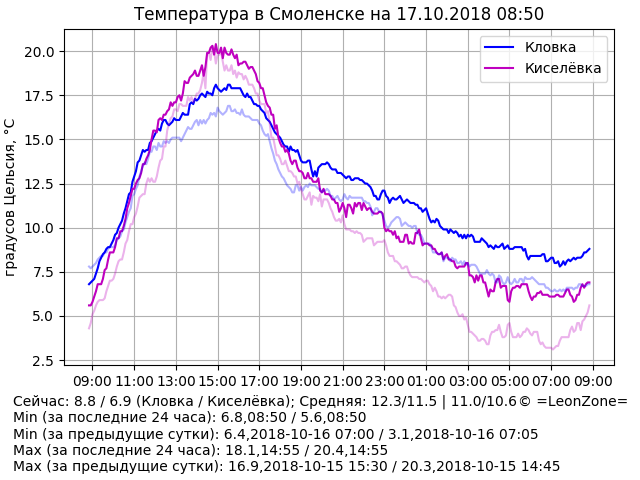 Температура в Смоленске на 17.10.2018 08:50
Кловка
Киселёвка
градусов Цельсия, °C
20.0
17.5
15.0
12.5
10.0
7.5
5.0
2.5
09:00 11:00 13:00 15:00 17:00 19:00 21:00 23:00 01:00 03:00 05:00 07:00 09:00
Сейчас: 8.8 / 6.9 (Кловка / Киселёвка); Средняя: 12.3/11.5 | 11.0/10.6© =LeonZone=
Min (за последние 24 часа): 6.8,08:50 / 5.6,08:50
Min (за предыдущие сутки): 6.4,2018-10-16 07:00 / 3.1,2018-10-16 07:05
Max (за последние 24 часа): 18.1,14:55 / 20.4,14:55
Max (за предыдущие сутки): 16.9,2018-10-15 15:30 / 20.3,2018-10-15 14:45